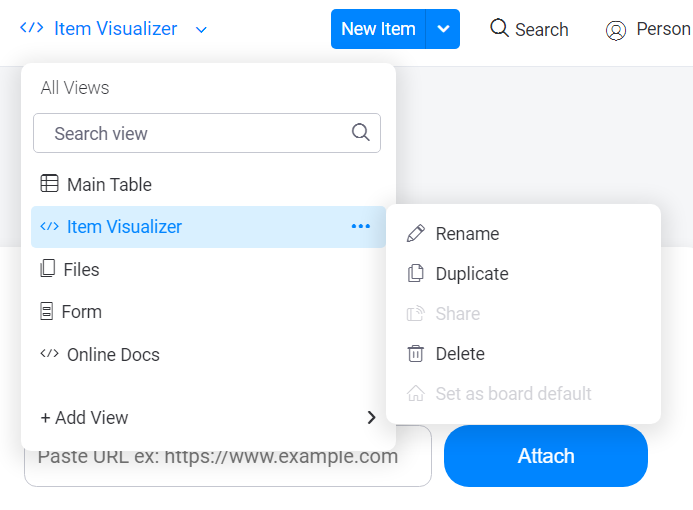 Item Visualizer
New Item
Search
Person
All Views
Search view
Main Table
Item Visualizer
Files
Form
Online Docs
+ Add View
Rename
Duplicate
Share
Delete
Set as board default
Paste URL ex: https://www.example.com
Attach